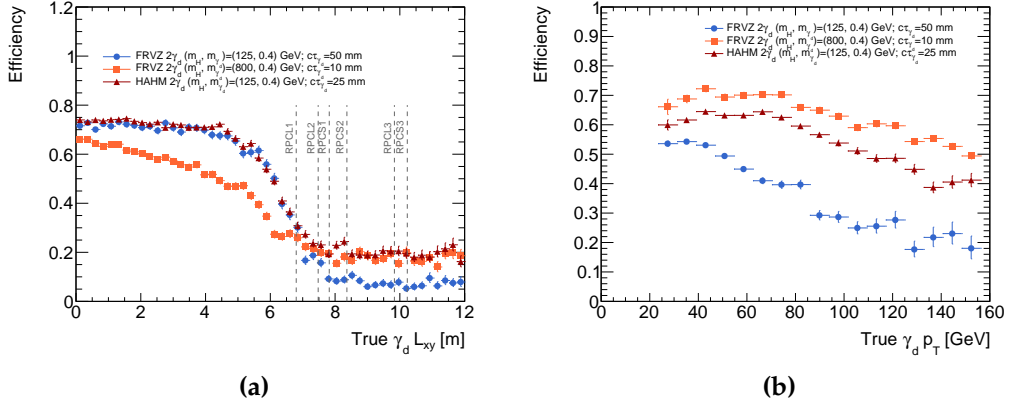 Efficiency
1.2
1
0.8
0.6
0.4
0.2
0
FRVZ 2γd (mH, mγd)=(125, 0.4) GeV; cτγd=50 mm
FRVZ 2γd (mH, mγd)=(800, 0.4) GeV; cτγd=10 mm
HAHM 2γd (mH, mγd)=(125, 0.4) GeV; cτγd=25 mm
RPCL1
RPCL2
RPCS1
RPCS2
RPCL3
RPCS3
0 2 4 6 8 10 12
True γd Lxy [m]
(a)
Efficiency
1
0.9
0.8
0.7
0.6
0.5
0.4
0.3
0.2
0.1
0
FRVZ 2γd (mH, mγd)=(125, 0.4) GeV; cτγd=50 mm
FRVZ 2γd (mH, mγd)=(800, 0.4) GeV; cτγd=10 mm
HAHM 2γd (mH, mγd)=(125, 0.4) GeV; cτγd=25 mm
0 20 40 60 80 100 120 140 160
True γd pT [GeV]
(b)